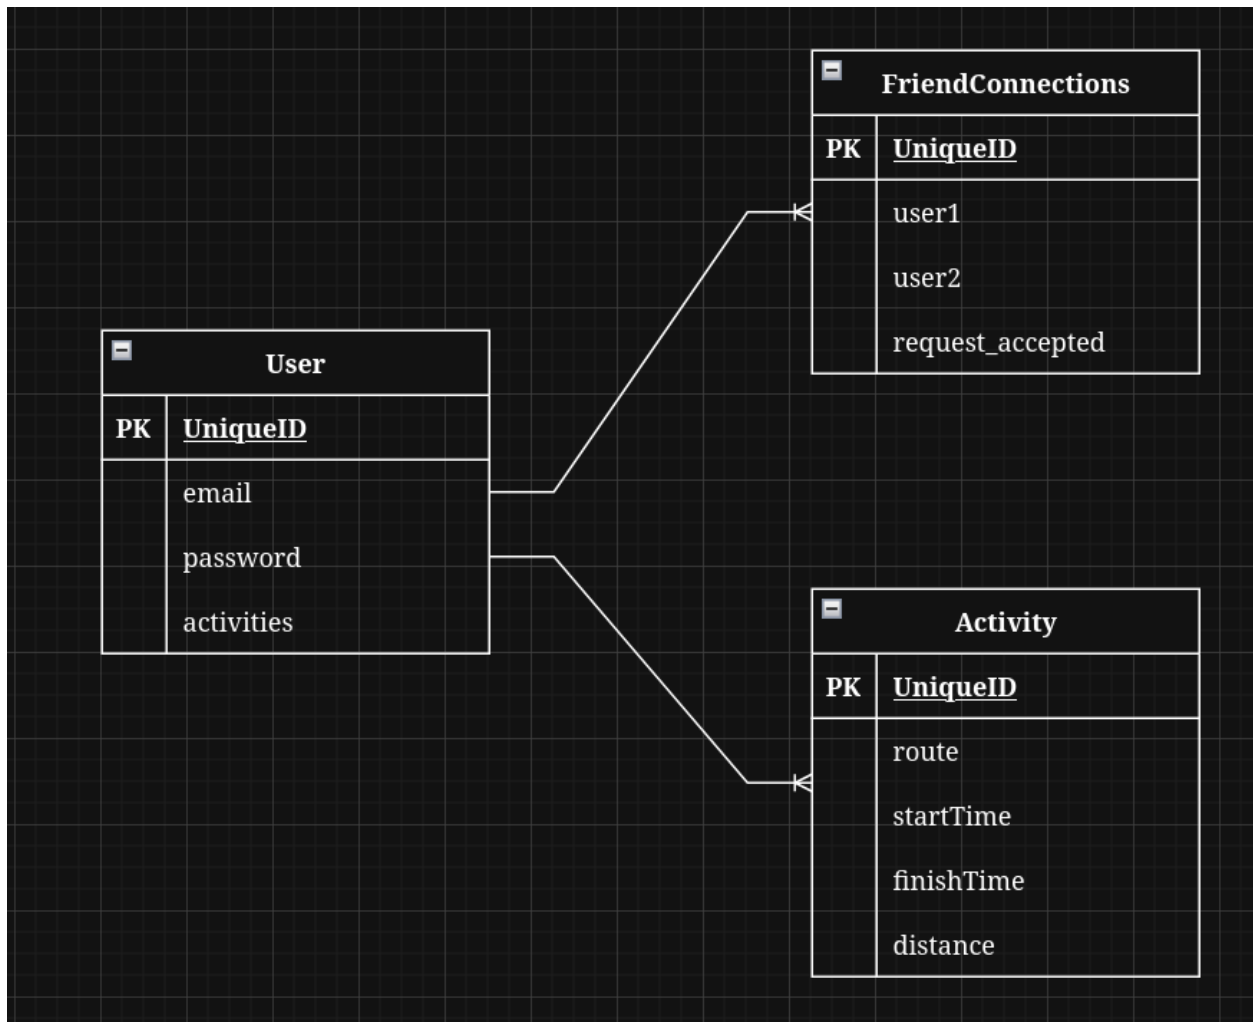 FriendConnections
PK UniqueID
user1
user2
request_accepted
User
PK UniqueID
email
password
activities
Activity
PK UniqueID
route
startTime
finishTime
distance